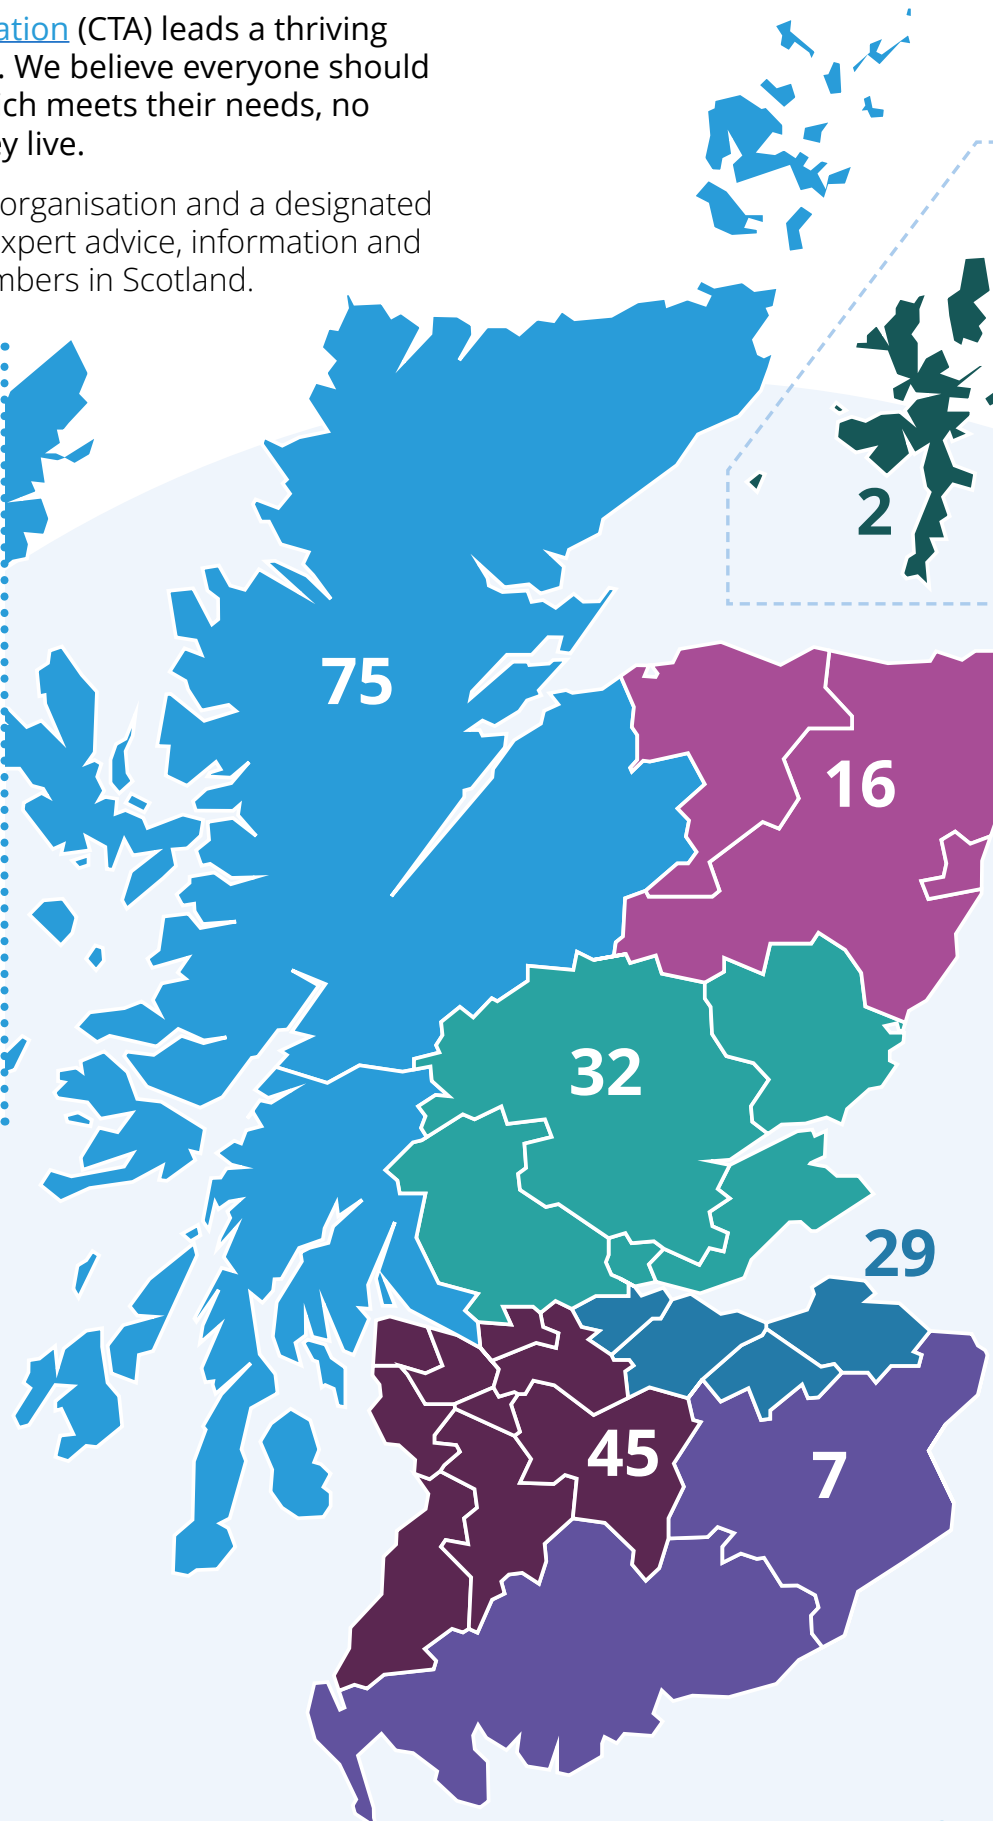 ation (CTA) leads a thriving
. We believe everyone should
ch meets their needs, no
y live.
organisation and a designated
xpert advice, information and
mbers in Scotland.
2
75
16
32
29
45
7